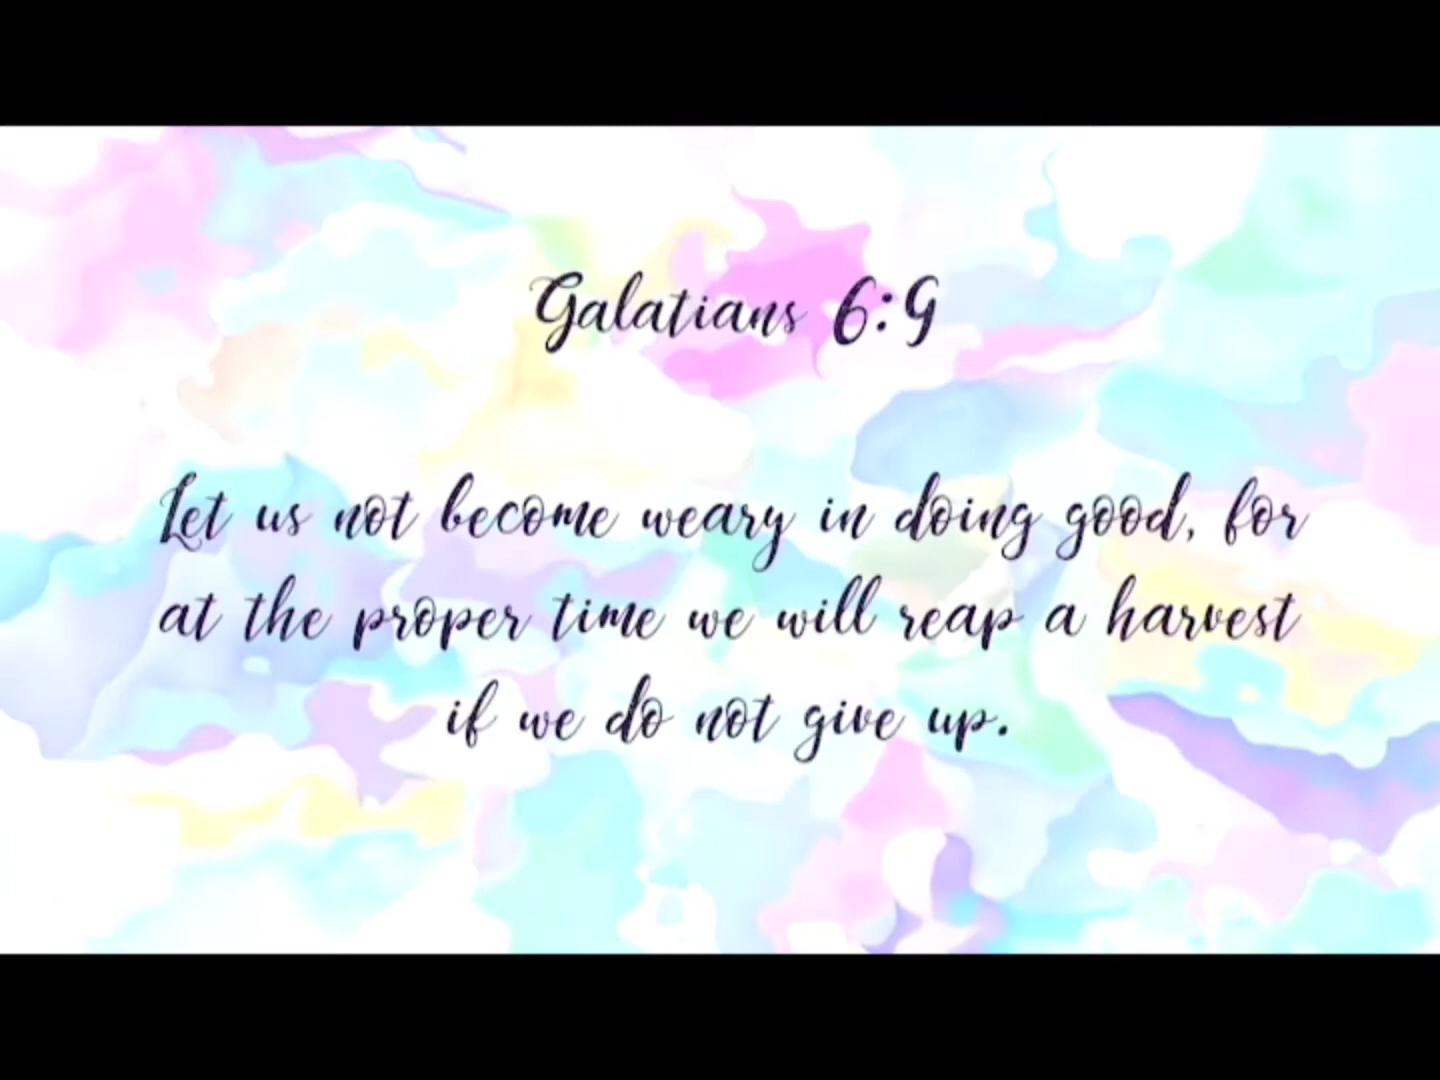 Galatians 6:9
Let us not become weary in doing good, for
at the proper time we will reap a harvest
if we do not give up.